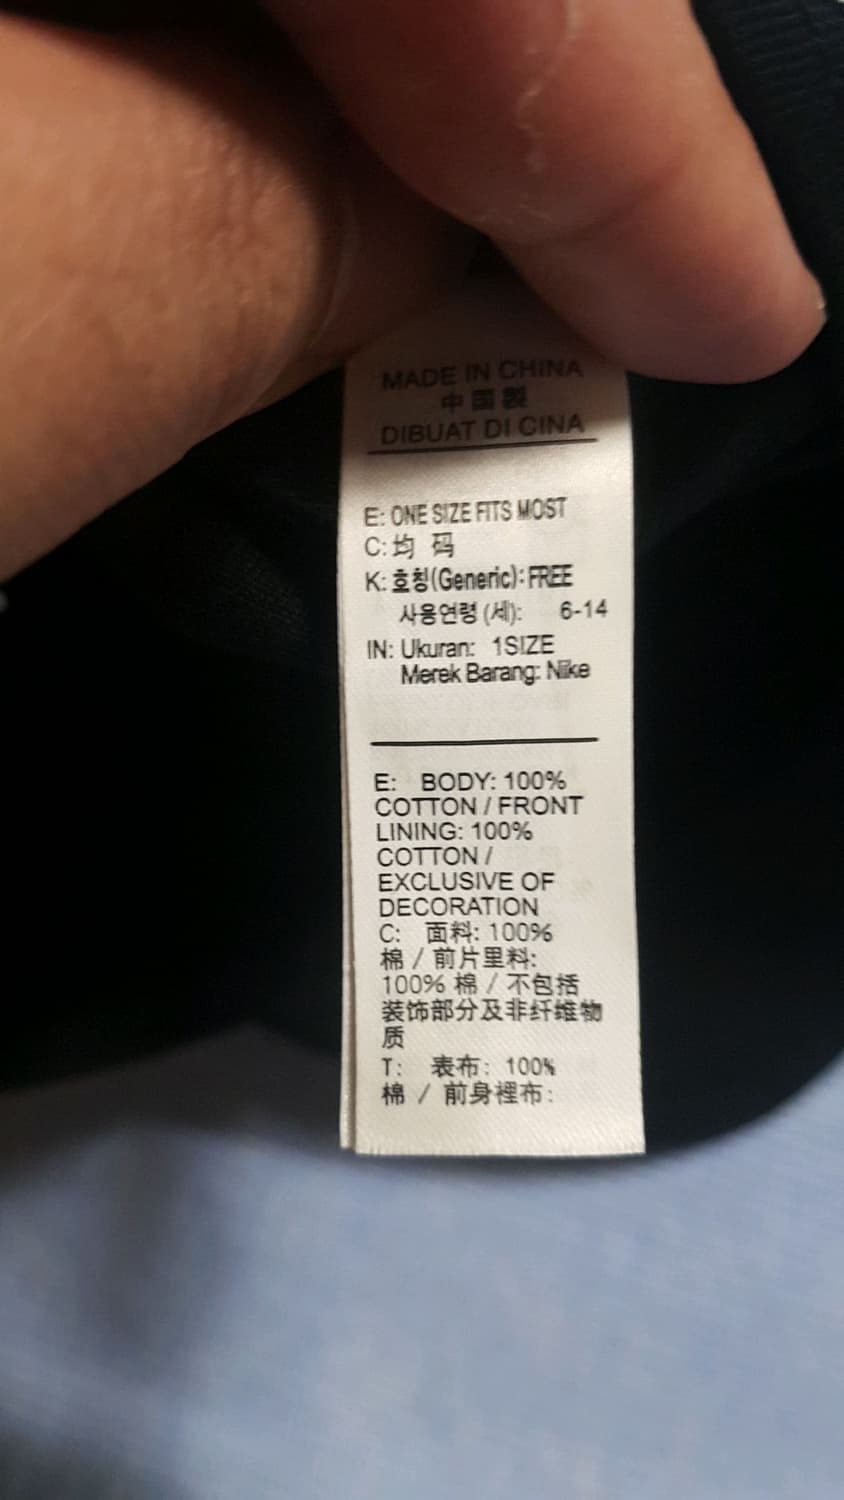 MADE IN CHINA
中国製
DIBUAT DI CINA
E: ONE SIZE FITS MOST
C: 均 码
K: 호칭(Generic): FREE
사용연령 (세): 6-14
IN: Ukuran: 1SIZE
Merek Barang: Nike
E: BODY: 100%
COTTON / FRONT
LINING: 100%
COTTON /
EXCLUSIVE OF
DECORATION
C: 面料: 100%
棉 / 前片里料:
100% 棉 / 不包括
装饰部分及非纤维物
质
T: 表布: 100%
棉 / 前身裡布: